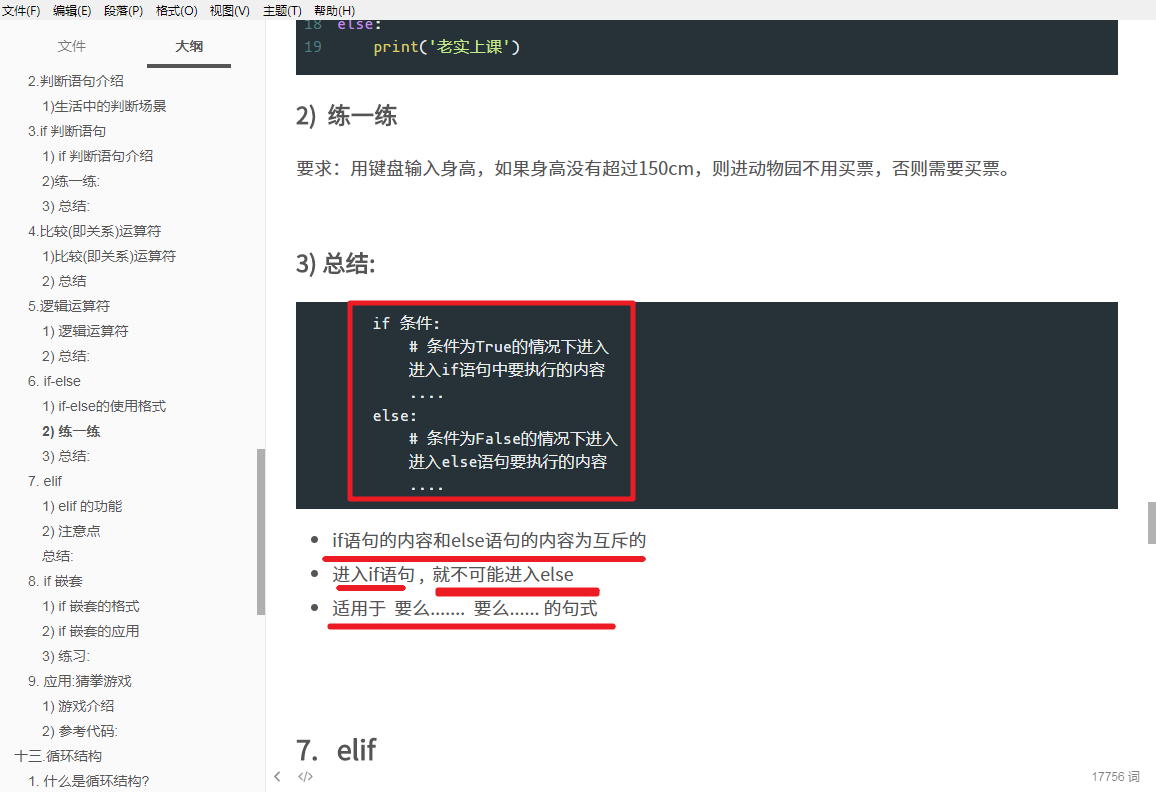 文件(F) 编辑(E) 段落(P) 格式(O) 视图(V) 主题(T) 帮助(H)
文件 大纲
2.判断语句介绍
1)生活中的判断场景
3.if 判断语句
1) if 判断语句介绍
2)练一练:
3) 总结:
4.比较(即关系)运算符
1)比较(即关系)运算符
2) 总结
5.逻辑运算符
1) 逻辑运算符
2) 总结:
6. if-else
1) if-else的使用格式
2) 练一练
3) 总结:
7. elif
1) elif 的功能
2) 注意点
总结:
8. if 嵌套
1) if 嵌套的格式
2) if 嵌套的应用
3) 练习:
9. 应用:猜拳游戏
1) 游戏介绍
2) 参考代码:
十三.循环结构
1. 什么是循环结构?
18 else:
19 print('老实上课')
2) 练一练
要求：用键盘输入身高，如果身高没有超过150cm，则进动物园不用买票，否则需要买票。
3) 总结:
if 条件:
# 条件为True的情况下进入
进入if语句中要执行的内容
....
else:
# 条件为False的情况下进入
进入else语句要执行的内容
....
if语句的内容和else语句的内容为互斥的
进入if语句 , 就不可能进入else
适用于 要么....... 要么...... 的句式
7. elif
17756 词